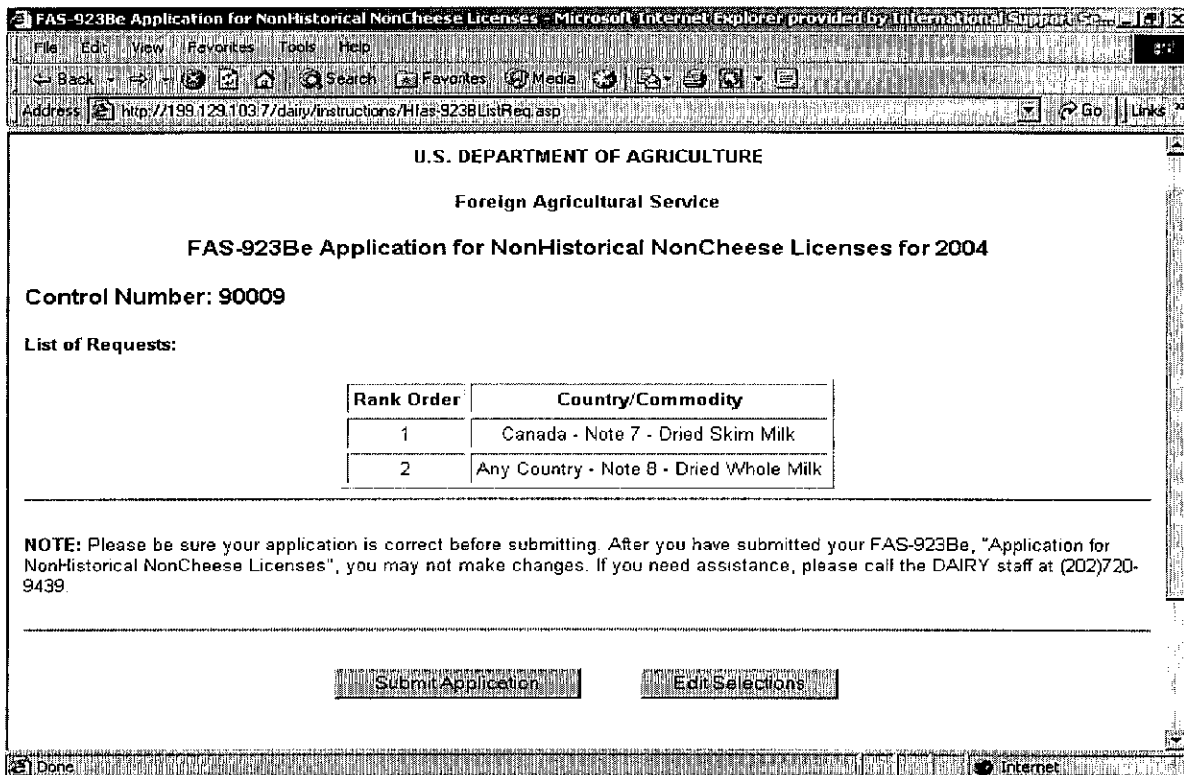 FAS-923Be Application for NonHistorical NonCheese Licenses - Microsoft Internet Explorer provided by International Support
File Edit View Favorites Tools Help
Back Search Favorites Media
Address http://199.129.103.7/dairy/instructions/Hfas-923BListReq.asp Go Links »
U.S. DEPARTMENT OF AGRICULTURE
Foreign Agricultural Service
FAS-923Be Application for NonHistorical NonCheese Licenses for 2004
Control Number: 90009
List of Requests:
Rank Order Country/Commodity
1 Canada - Note 7 - Dried Skim Milk
2 Any Country - Note 8 - Dried Whole Milk
NOTE: Please be sure your application is correct before submitting. After you have submitted your FAS-923Be, "Application for
NonHistorical NonCheese Licenses", you may not make changes. If you need assistance, please call the DAIRY staff at (202)720-
9439.
Submit Application Edit Selections
Done Internet